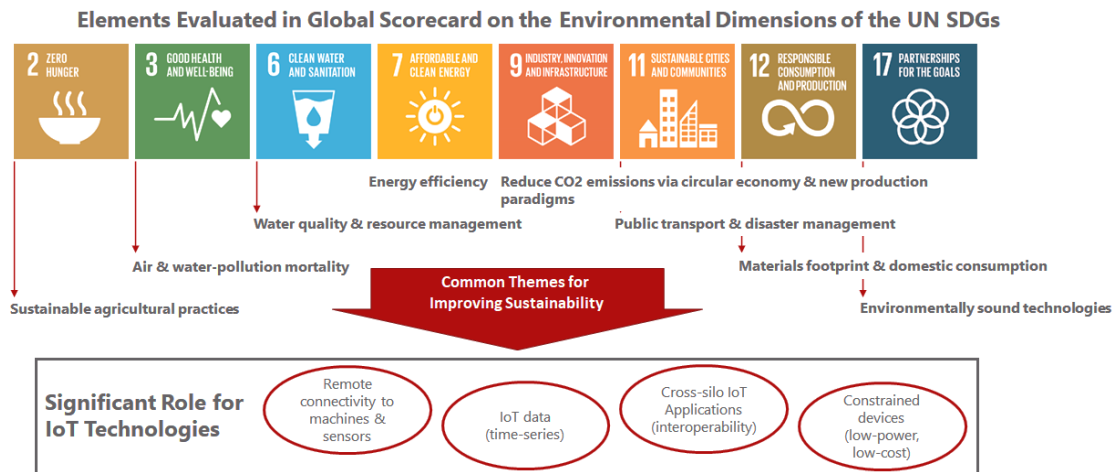 Elements Evaluated in Global Scorecard on the Environmental Dimensions of the UN SDGs
2 ZERO
HUNGER
3 GOOD HEALTH
AND WELL-BEING
6 CLEAN WATER
AND SANITATION
7 AFFORDABLE AND
CLEAN ENERGY
9 INDUSTRY, INNOVATION
AND INFRASTRUCTURE
11 SUSTAINABLE CITIES
AND COMMUNITIES
12 RESPONSIBLE
CONSUMPTION
AND PRODUCTION
17 PARTNERSHIPS
FOR THE GOALS
Energy efficiency
Reduce CO2 emissions via circular economy & new production
paradigms
Water quality & resource management
Public transport & disaster management
Air & water-pollution mortality
Materials footprint & domestic consumption
Sustainable agricultural practices
Environmentally sound technologies
Common Themes for
Improving Sustainability
Significant Role for
IoT Technologies
Remote
connectivity to
machines &
sensors
IoT data
(time-series)
Cross-silo IoT
Applications
(interoperability)
Constrained
devices
(low-power,
low-cost)